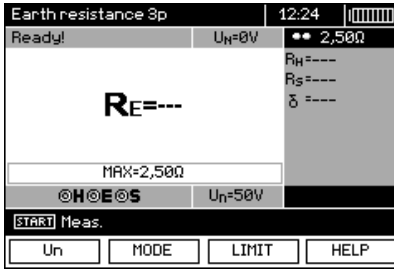 Earth resistance 3p 12:24
Ready! UN=0V 2,50Ω
RH=---
RS=---
δ =---
RE=---
MAX=2,50Ω
◎H◎E◎S Un=50V
START Meas.
Un MODE LIMIT HELP